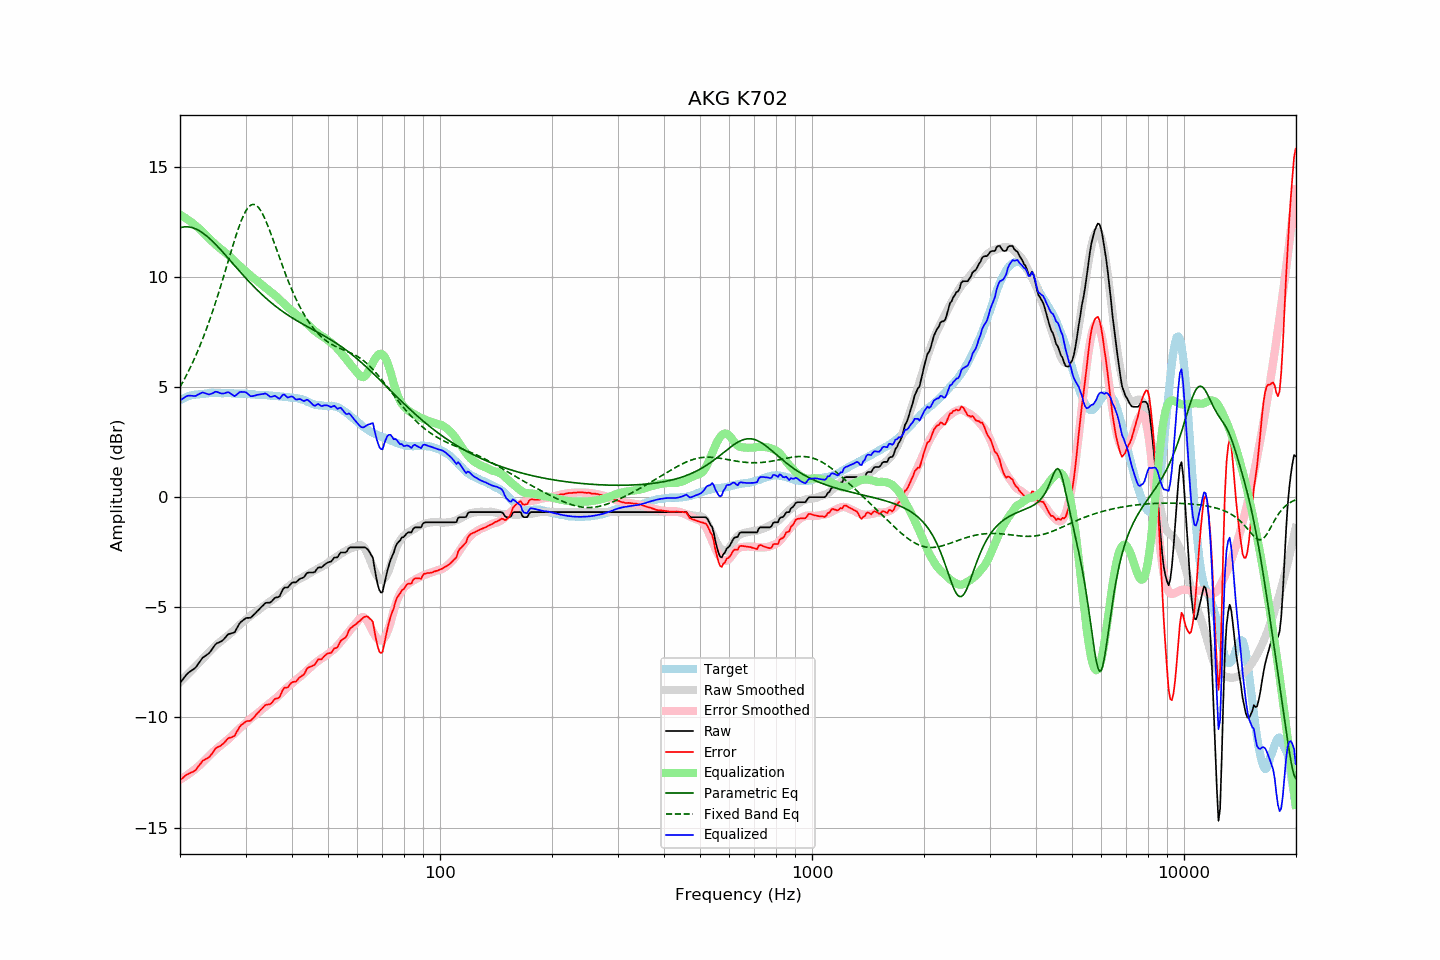 AKG K702
Amplitude (dBr)
15
10
5
0
−5
−10
−15
Target
Raw Smoothed
Error Smoothed
Raw
Error
Equalization
Parametric Eq
Fixed Band Eq
Equalized
100
1000
10000
Frequency (Hz)